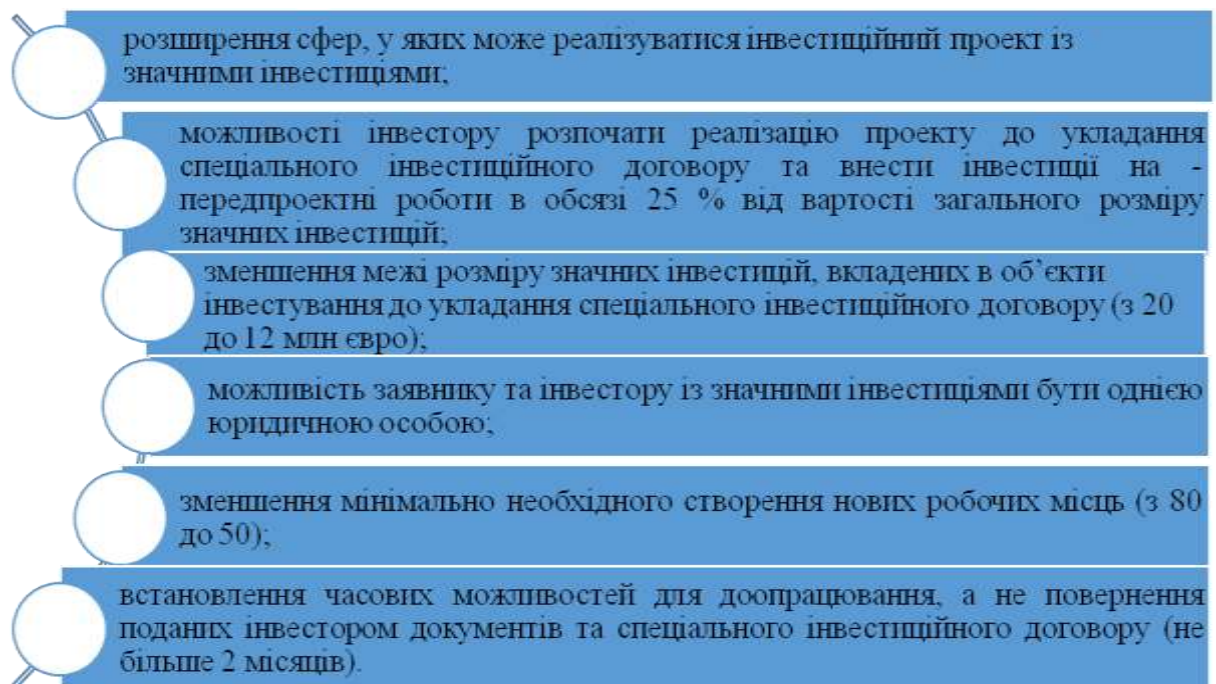 розширення сфер, у яких може реалізуватися інвестиційний проект із
значними інвестиціями;
можливості інвестору розпочати реалізацію проекту до укладання
спеціального інвестиційного договору та внести інвестиції на -
передпроектні роботи в обсязі 25 % від вартості загального розміру
значних інвестицій;
зменшення межі розміру значних інвестицій, вкладених в об’єкти
інвестування до укладання спеціального інвестиційного договору (з 20
до 12 млн євро);
можливість заявнику та інвестору із значними інвестиціями бути однією
юридичною особою;
зменшення мінімально необхідного створення нових робочих місць (з 80
до 50);
встановлення часових можливостей для доопрацювання, а не повернення
поданих інвестором документів та спеціального інвестиційного договору (не
більше 2 місяців).